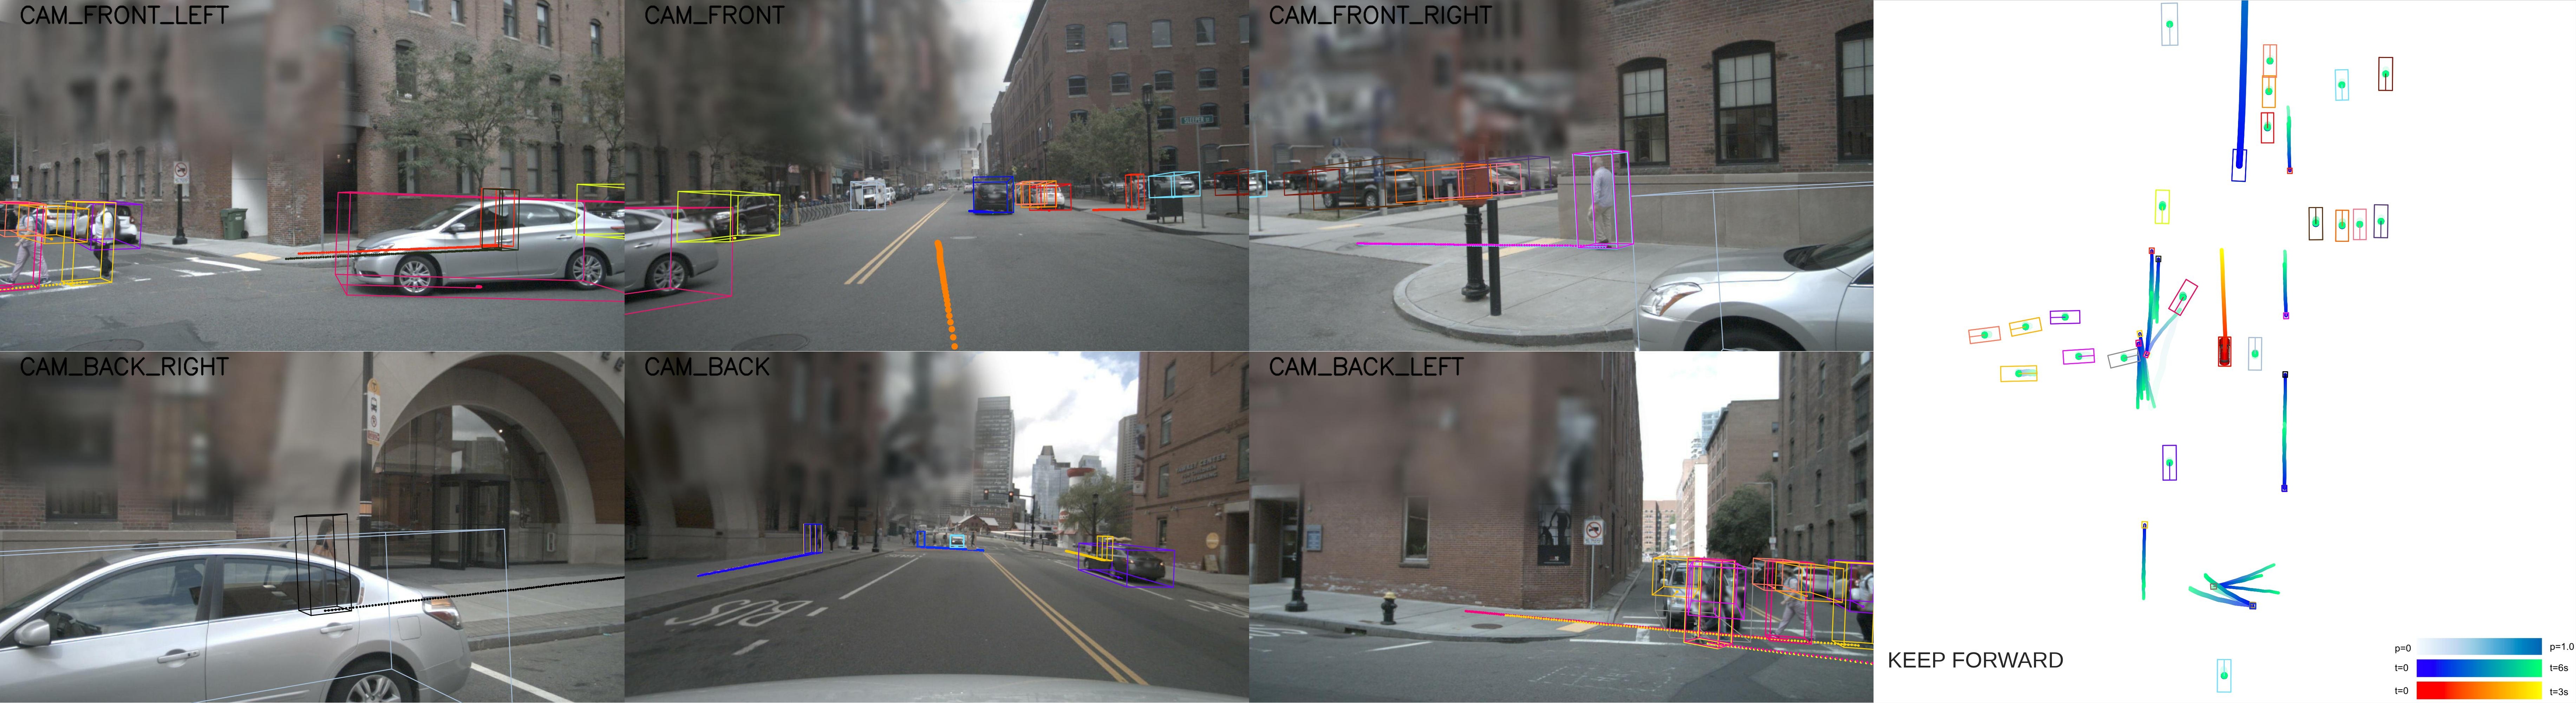 CAM_FRONT_LEFT
CAM_FRONT
CAM_FRONT_RIGHT
CAM_BACK_RIGHT
CAM_BACK
CAM_BACK_LEFT
BUS
KEEP FORWARD
p=0
p=1.0
t=0
t=6s
t=0
t=3s